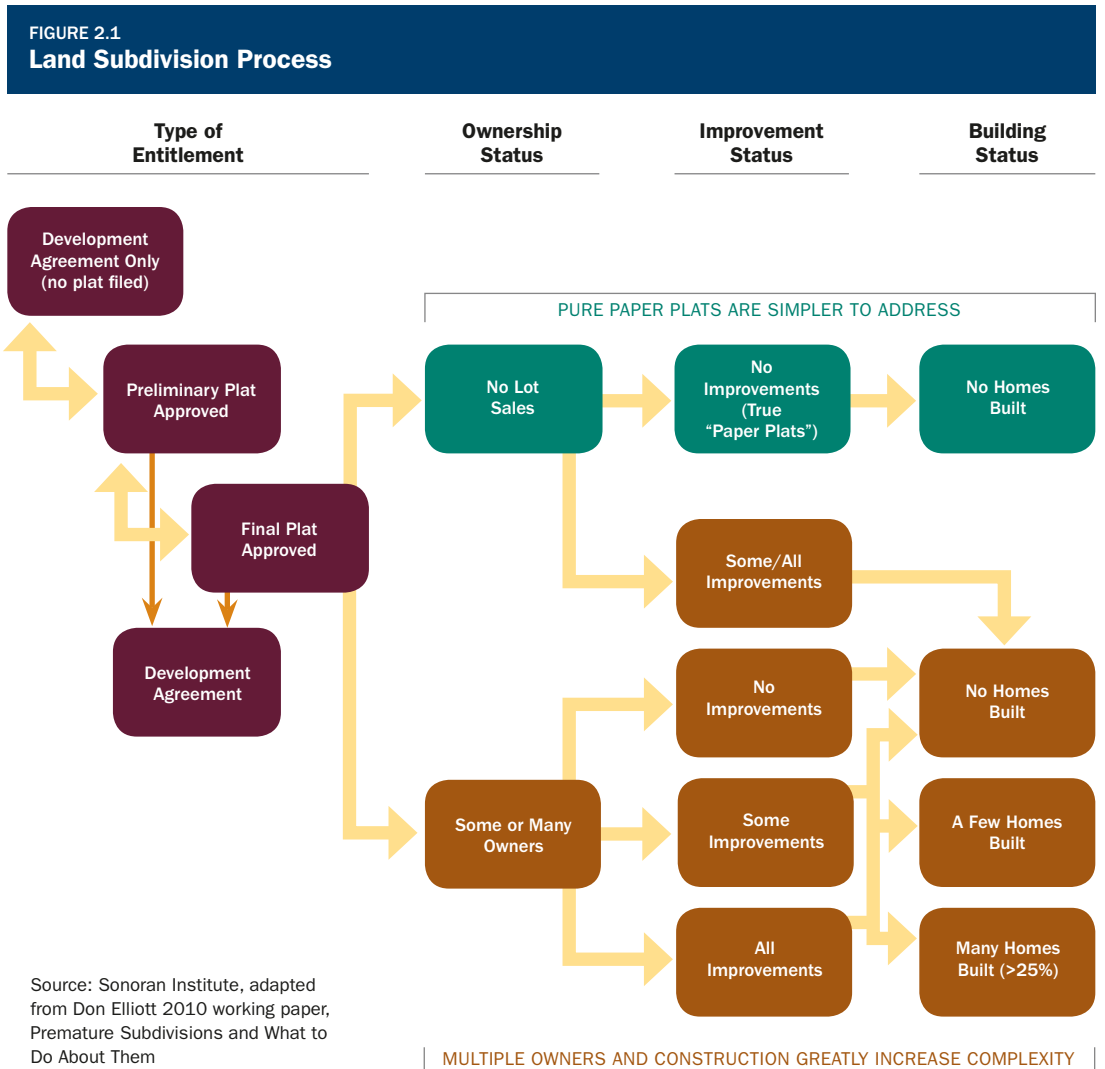 FIGURE 2.1
Land Subdivision Process
Type of
Entitlement
Ownership
Status
Improvement
Status
Building
Status
Development
Agreement Only
(no plat filed)
PURE PAPER PLATS ARE SIMPLER TO ADDRESS
Preliminary Plat
Approved
No Lot
Sales
No
Improvements
(True
“Paper Plats”)
No Homes
Built
Final Plat
Approved
Some/All
Improvements
Development
Agreement
No
Improvements
No Homes
Built
Some or Many
Owners
Some
Improvements
A Few Homes
Built
All
Improvements
Many Homes
Built (>25%)
Source: Sonoran Institute, adapted
from Don Elliott 2010 working paper,
Premature Subdivisions and What to
Do About Them
MULTIPLE OWNERS AND CONSTRUCTION GREATLY INCREASE COMPLEXITY